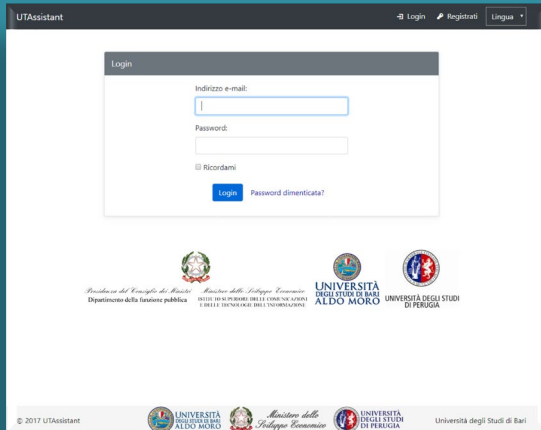 UTAssistant
Login
Registrati
Lingua
Login
Indirizzo e-mail:
Password:
Ricordami
Login Password dimenticata?
Presidenza del Consiglio dei Ministri
Dipartimento della funzione pubblica
Ministero dello Sviluppo Economico
ISTITUTO SUPERIORE DELLE COMUNICAZIONI
E DELLE TECNOLOGIE DELL'INFORMAZIONE
UNIVERSITÀ
DEGLI STUDI DI BARI
ALDO MORO
UNIVERSITÀ DEGLI STUDI
DI PERUGIA
© 2017 UTAssistant
UNIVERSITÀ
DEGLI STUDI DI BARI
ALDO MORO
Ministero dello
Sviluppo Economico
UNIVERSITÀ
DEGLI STUDI
DI PERUGIA
Università degli Studi di Bari